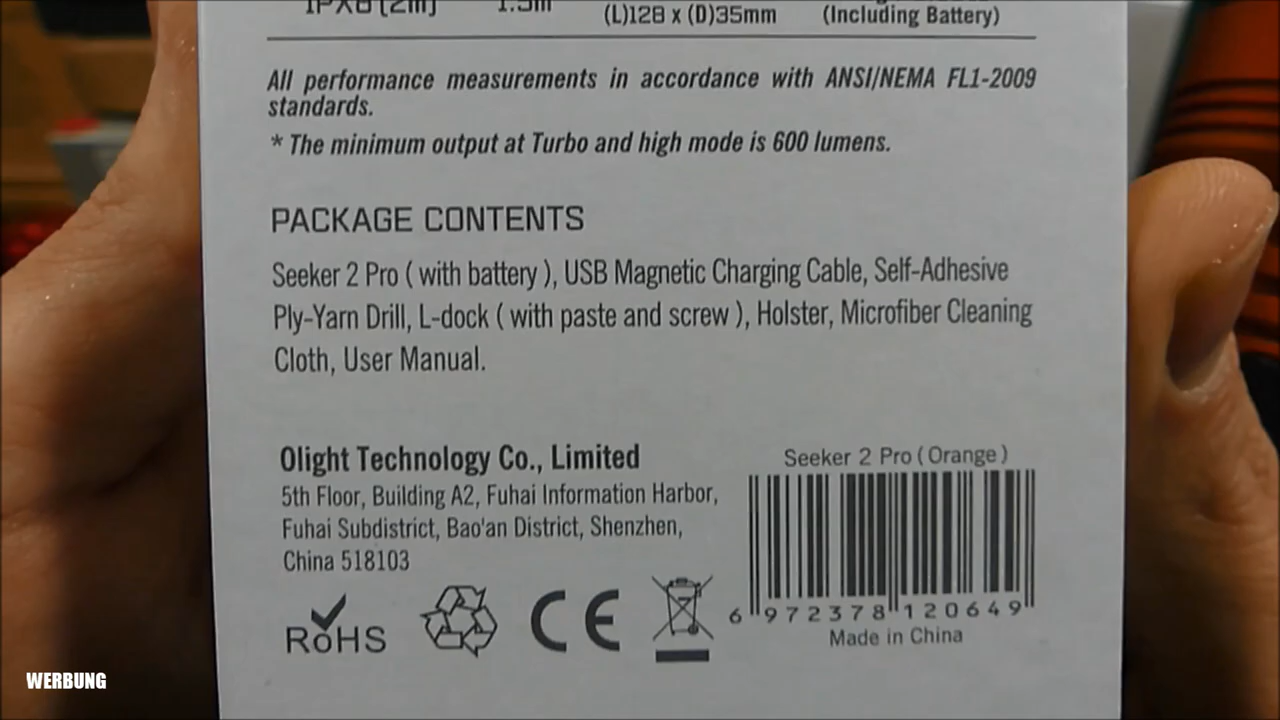 IPX8 (2m) 1.5m (L)128 x (D)35mm (Including Battery)
All performance measurements in accordance with ANSI/NEMA FL1-2009
standards.
* The minimum output at Turbo and high mode is 600 lumens.
PACKAGE CONTENTS
Seeker 2 Pro ( with battery ), USB Magnetic Charging Cable, Self-Adhesive
Ply-Yarn Drill, L-dock ( with paste and screw ), Holster, Microfiber Cleaning
Cloth, User Manual.
Olight Technology Co., Limited
5th Floor, Building A2, Fuhai Information Harbor,
Fuhai Subdistrict, Bao'an District, Shenzhen,
China 518103
RoHS
CE
Seeker 2 Pro ( Orange )
6 972378 120649
Made in China
WERBUNG